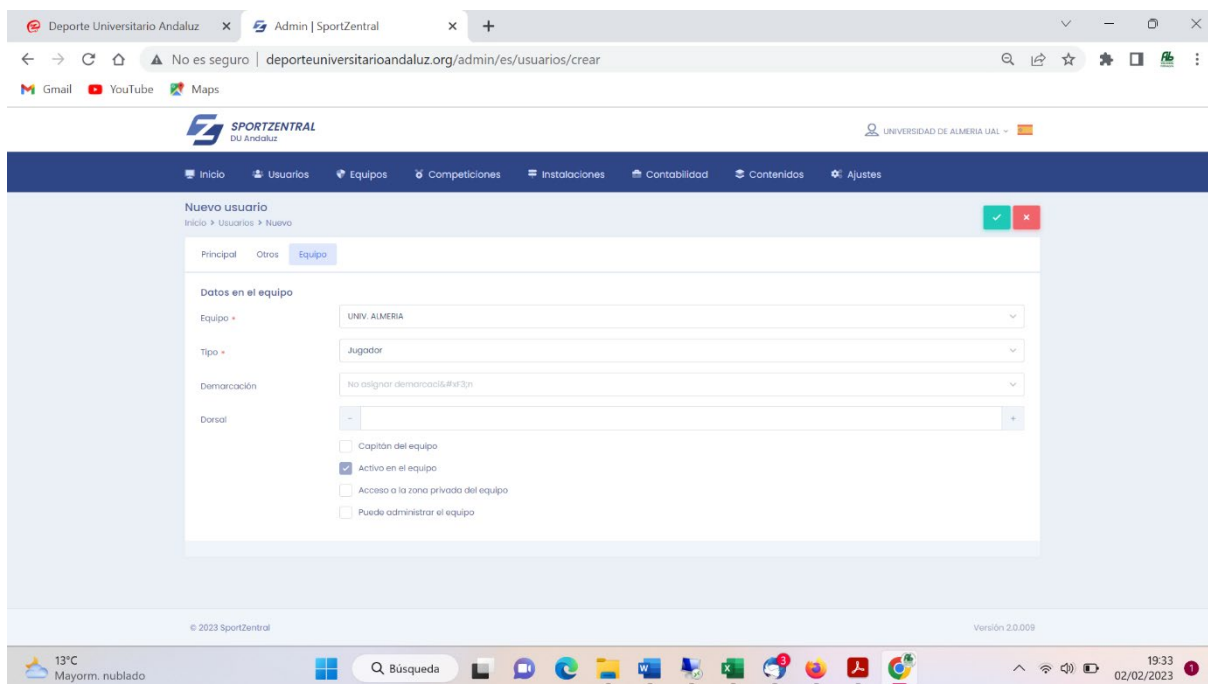 Deporte Universitario Andaluz
Admin | SportZentral
No es seguro | deporteuniversitarioandaluz.org/admin/es/usuarios/crear
Gmail YouTube Maps
SPORTZENTRAL
DU Andaluz
UNIVERSIDAD DE ALMERIA UAL
Inicio Usuarios Equipos Competiciones Instalaciones Contabilidad Contenidos Ajustes
Nuevo usuario
Inicio > Usuarios > Nuevo
Principal Otros Equipo
Datos en el equipo
Equipo * UNIV. ALMERIA
Tipo * Jugador
Demarcación No asignar demarcaci&#xF3;n
Dorsal - +
Capitán del equipo
Activo en el equipo
Acceso a la zona privada del equipo
Puede administrar el equipo
© 2023 SportZentral Versión 2.0.009
13°C
Mayorm. nublado
Búsqueda
3
19:33
02/02/2023
1